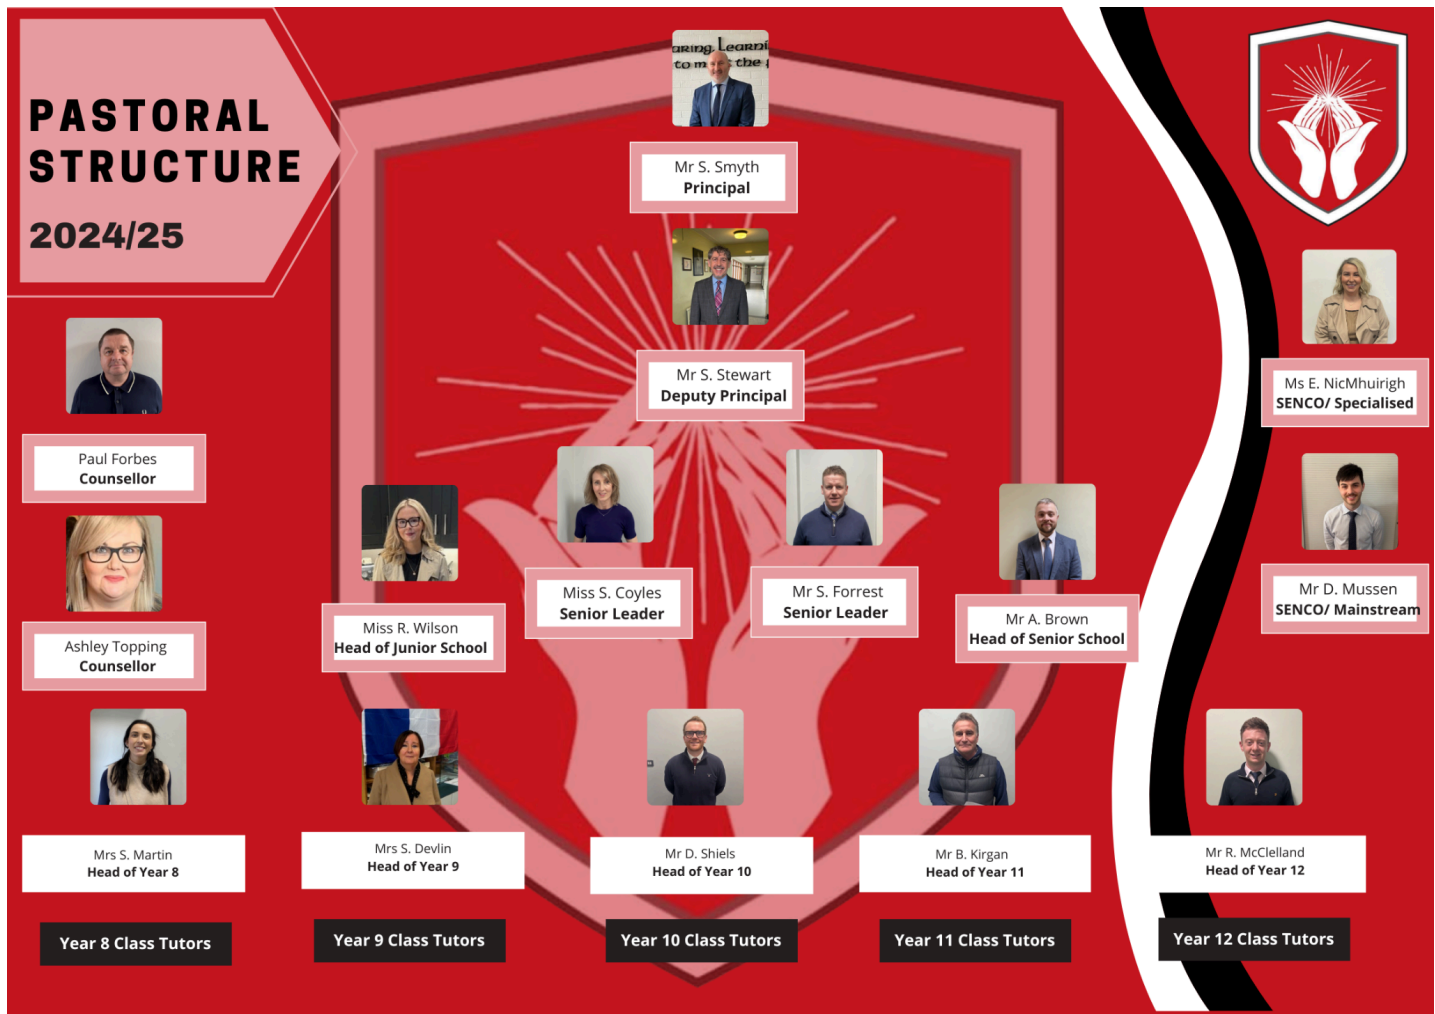 PASTORAL
STRUCTURE
2024/25
aring, Learni
Mr S. Smyth
Principal
Mr S. Stewart
Deputy Principal
Ms E. NicMhuirigh
SENCO/ Specialised
Paul Forbes
Counsellor
Mr D. Mussen
SENCO/ Mainstream
Miss S. Coyles
Senior Leader
Mr S. Forrest
Senior Leader
Miss R. Wilson
Head of Junior School
Mr A. Brown
Head of Senior School
Ashley Topping
Counsellor
Mrs S. Martin
Head of Year 8
Mrs S. Devlin
Head of Year 9
Mr D. Shiels
Head of Year 10
Mr B. Kirgan
Head of Year 11
Mr R. McClelland
Head of Year 12
Year 8 Class Tutors
Year 9 Class Tutors
Year 10 Class Tutors
Year 11 Class Tutors
Year 12 Class Tutors